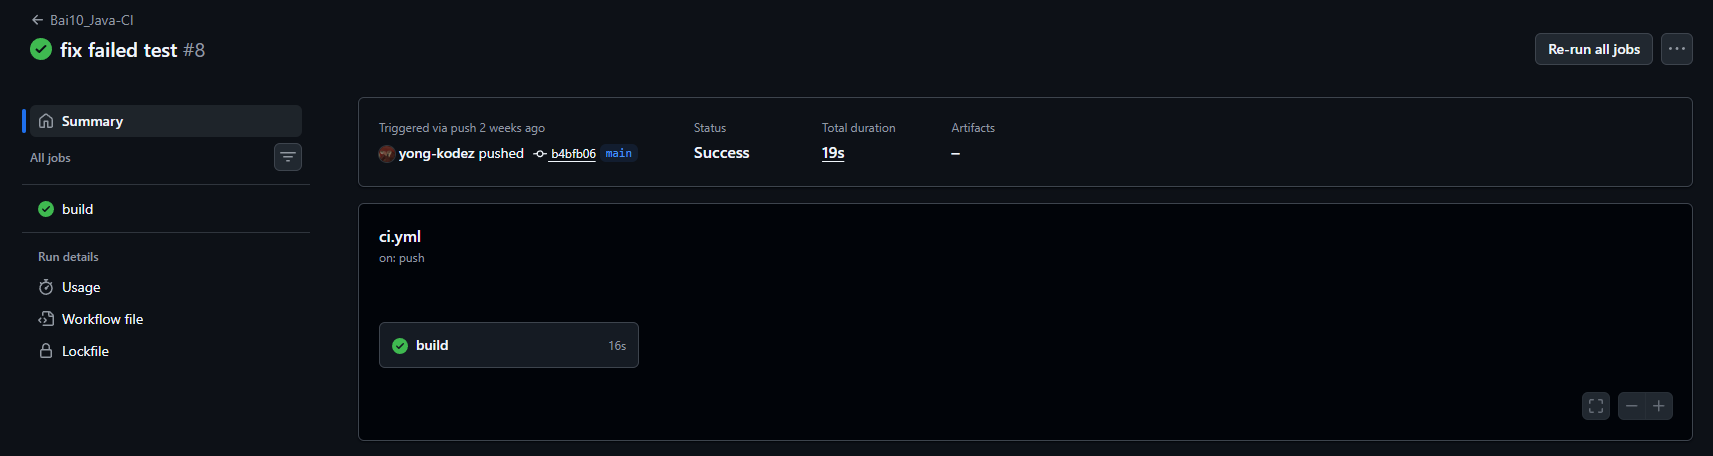 Bai10_Java-CI
fix failed test #8
Re-run all jobs
Summary
All jobs
build
Run details
Usage
Workflow file
Lockfile
Triggered via push 2 weeks ago
yong-kodez pushed b4bfb06 main
Status
Success
Total duration
19s
Artifacts
–
ci.yml
on: push
build 16s